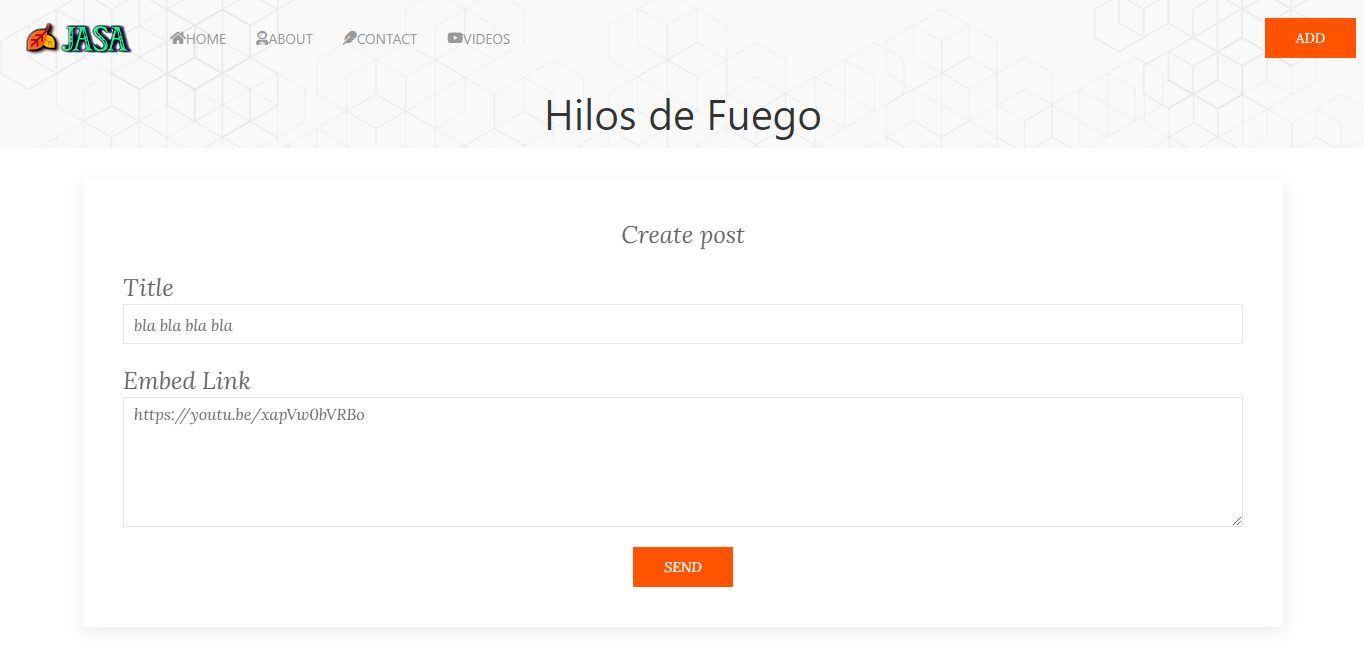 JASA HOME ABOUT CONTACT VIDEOS ADD
Hilos de Fuego
Create post
Title
bla bla bla bla
Embed Link
https://youtu.be/xapVw0bVRBo
SEND